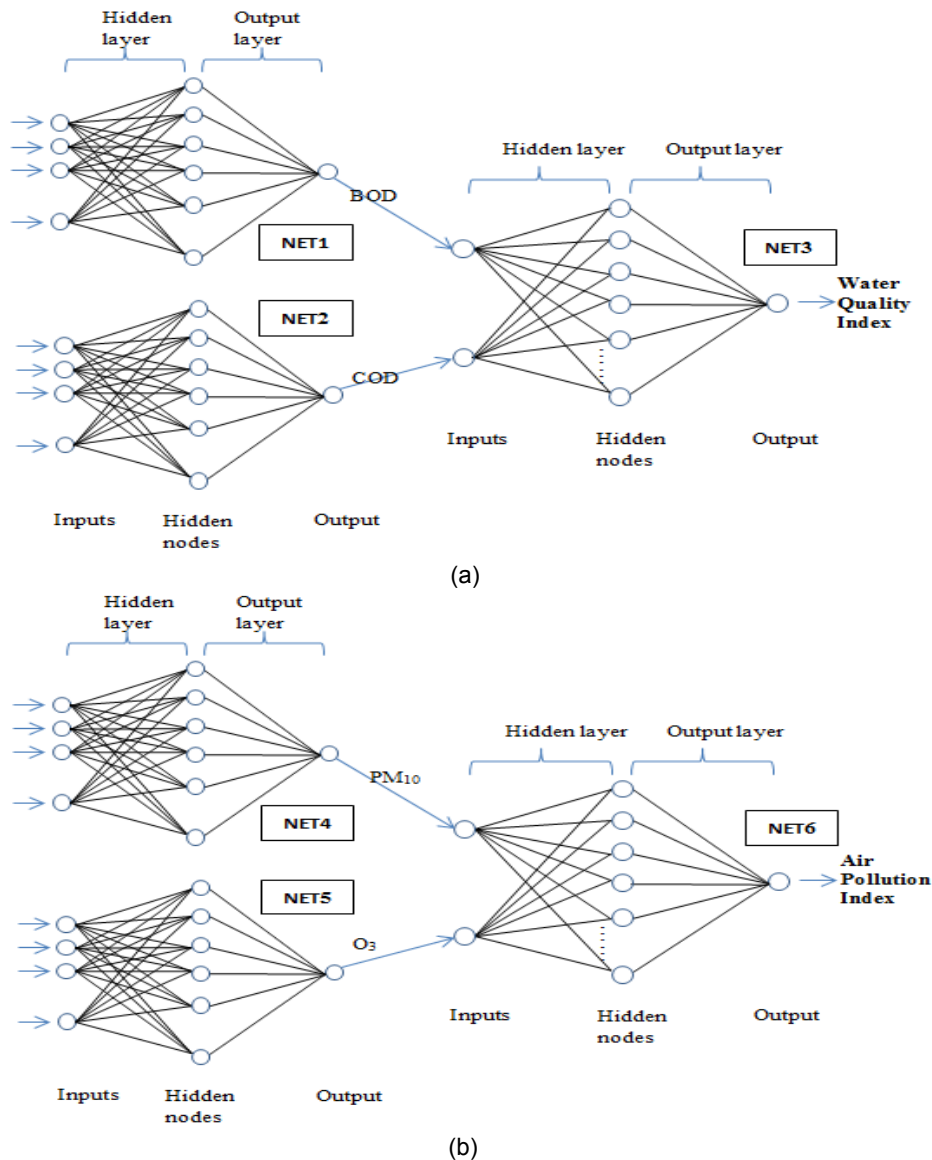 Hidden
layer
Output
layer
Hidden layer
Output layer
BOD
NET1
NET3
Water
Quality
Index
NET2
COD
Inputs
Hidden
nodes
Output
Inputs
Hidden
nodes
Output
(a)
Hidden
layer
Output
layer
Hidden layer
Output layer
PM₁₀
NET4
NET6
Air
Pollution
Index
NET5
O₃
Inputs
Hidden
nodes
Output
Inputs
Hidden
nodes
Output
(b)